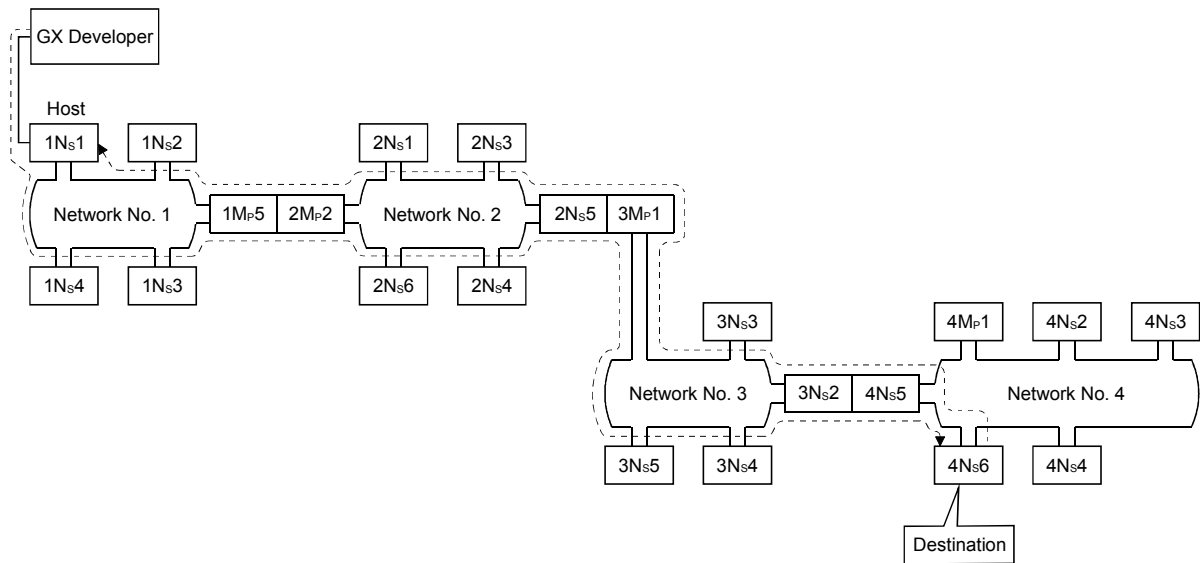 GX Developer
Host
1Ns1
1Ns2
2Ns1
2Ns3
Network No. 1
1MP5
2MP2
Network No. 2
2Ns5
3MP1
1Ns4
1Ns3
2Ns6
2Ns4
3Ns3
4MP1
4Ns2
4Ns3
Network No. 3
3Ns2
4Ns5
Network No. 4
3Ns5
3Ns4
4Ns6
4Ns4
Destination